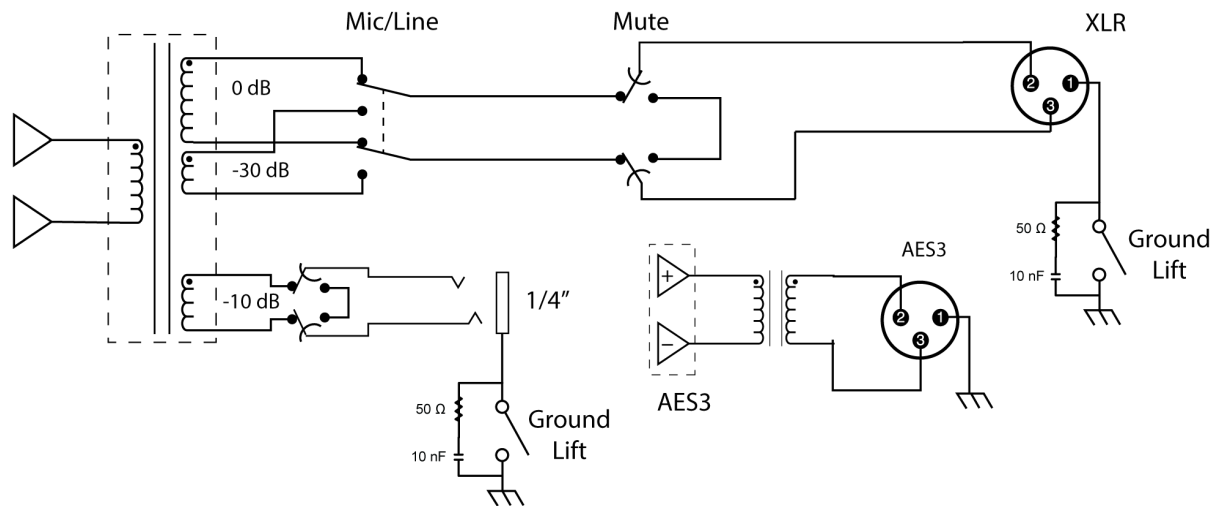 Mic/Line
Mute
XLR
0 dB
-30 dB
2
1
3
50 Ω
10 nF
Ground
Lift
-10 dB
1/4”
AES3
+
−
AES3
2
1
3
50 Ω
10 nF
Ground
Lift